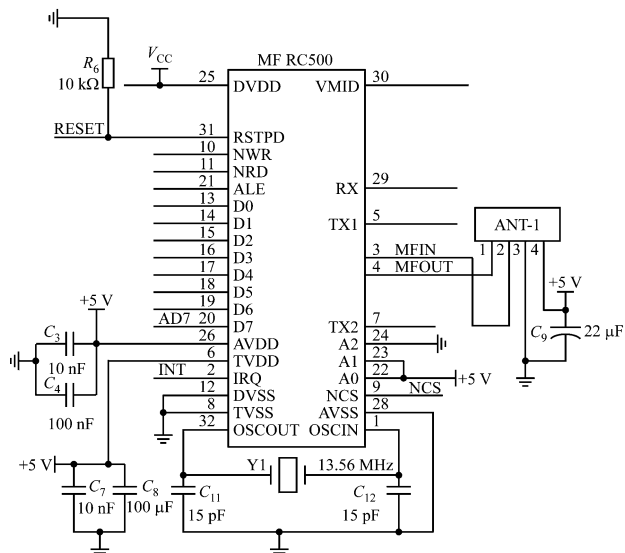 MF RC500
R6
10 kΩ
VCC
25
DVDD
VMID
30
RESET
31
RSTPD
10
NWR
11
NRD
21
ALE
13
D0
14
D1
15
D2
16
D3
17
D4
18
D5
19
D6
AD7
20
D7
26
AVDD
6
TVDD
INT
2
IRQ
12
DVSS
8
TVSS
32
OSCOUT
RX
29
TX1
5
3
MFIN
4
MFOUT
TX2
7
A2
24
A1
23
A0
22
+5 V
NCS
9
NCS
AVSS
28
OSCIN
1
ANT-1
1 2 3 4
+5 V
C9
22 μF
+5 V
C3
10 nF
C4
100 nF
+5 V
C7
10 nF
C8
100 μF
Y1
13.56 MHz
C11
15 pF
C12
15 pF